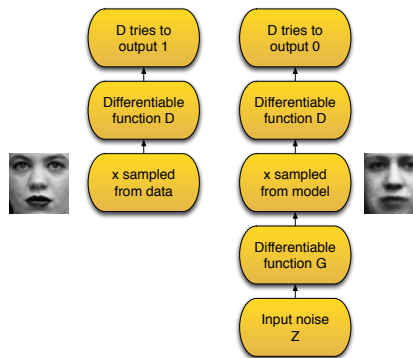 D tries to
output 1
Differentiable
function D
x sampled
from data
D tries to
output 0
Differentiable
function D
x sampled
from model
Differentiable
function G
Input noise
Z